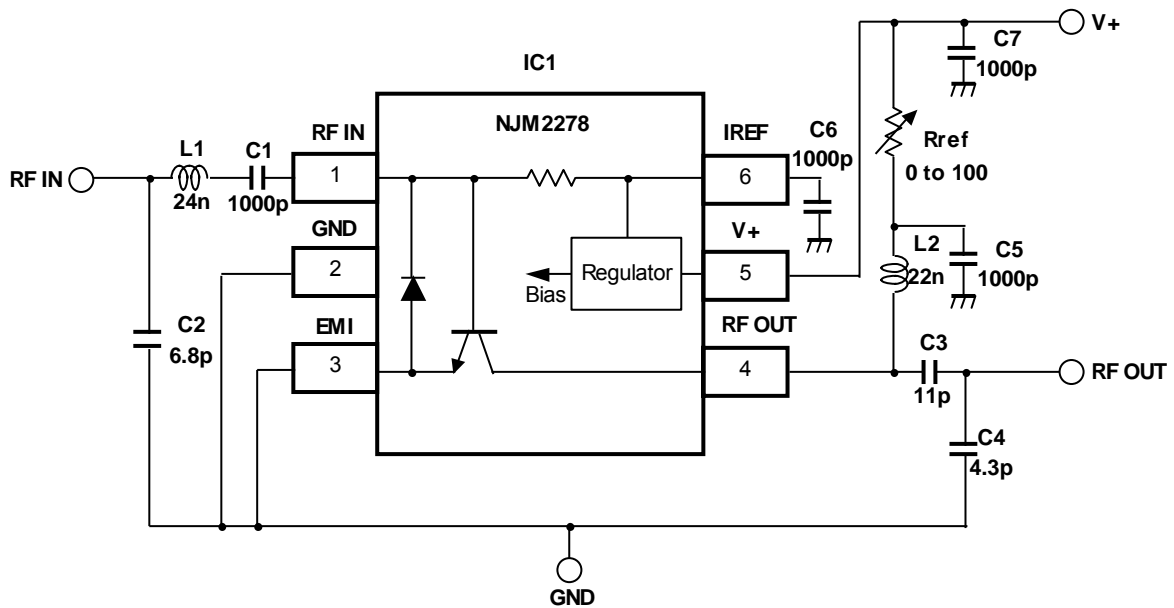 V+
C7
1000p
IC1
NJM2278
RF IN
IREF
C6
1000p
Rref
0 to 100
L1
C1
RF IN
24n
1000p
1
6
GND
V+
L2
22n
C5
1000p
2
Regulator
5
Bias
C2
6.8p
EMI
RF OUT
C3
3
4
11p
RF OUT
C4
4.3p
GND